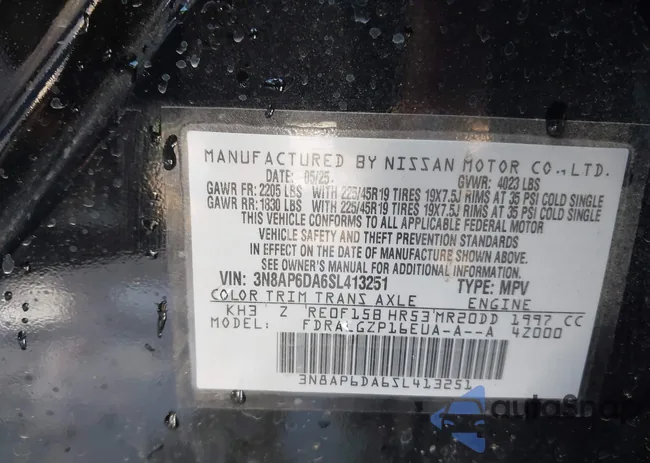 MANUFACTURED BY NISSAN MOTOR CO., LTD.
DATE: 05/25 GVWR: 4023 LBS
GAWR FR: 2205 LBS WITH 225/45R19 TIRES 19X7.5J RIMS AT 35 PSI COLD SINGLE
GAWR RR: 1830 LBS WITH 225/45R19 TIRES 19X7.5J RIMS AT 35 PSI COLD SINGLE
THIS VEHICLE CONFORMS TO ALL APPLICABLE FEDERAL MOTOR
VEHICLE SAFETY AND THEFT PREVENTION STANDARDS
IN EFFECT ON THE DATE OF MANUFACTURE SHOWN ABOVE.
SEE OWNER'S MANUAL FOR ADDITIONAL INFORMATION
VIN: 3N8AP6DA6SL413251 TYPE: MPV
COLOR TRIM TRANS AXLE ENGINE
KH3 Z RE0F15B HR53 MR20DD 1997 CC
MODEL: FDRALGZP16EUA-A--A 4Z000
3N8AP6DA6SL413251
autoSnap